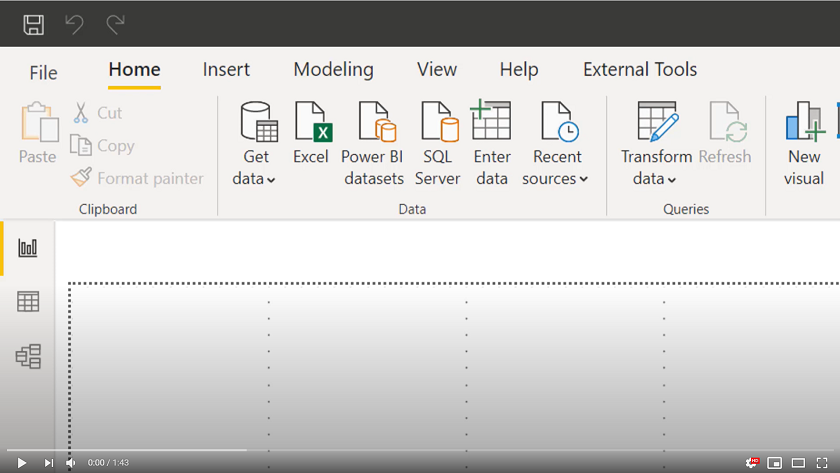 File Home Insert Modeling View Help External Tools
Paste
Cut
Copy
Format painter
Clipboard
Get
data
Excel
Power BI
datasets
SQL
Server
Enter
data
Recent
sources
Data
Transform
data
Refresh
Queries
New
visual
0:00 / 1:43
HD